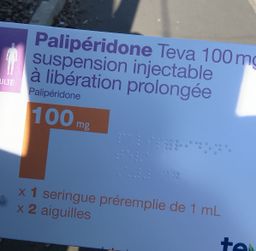 Palipéridone Teva 100 mg
suspension injectable
à libération prolongée
Palipéridone
100 mg
x 1 seringue préremplie de 1 mL
x 2 aiguilles